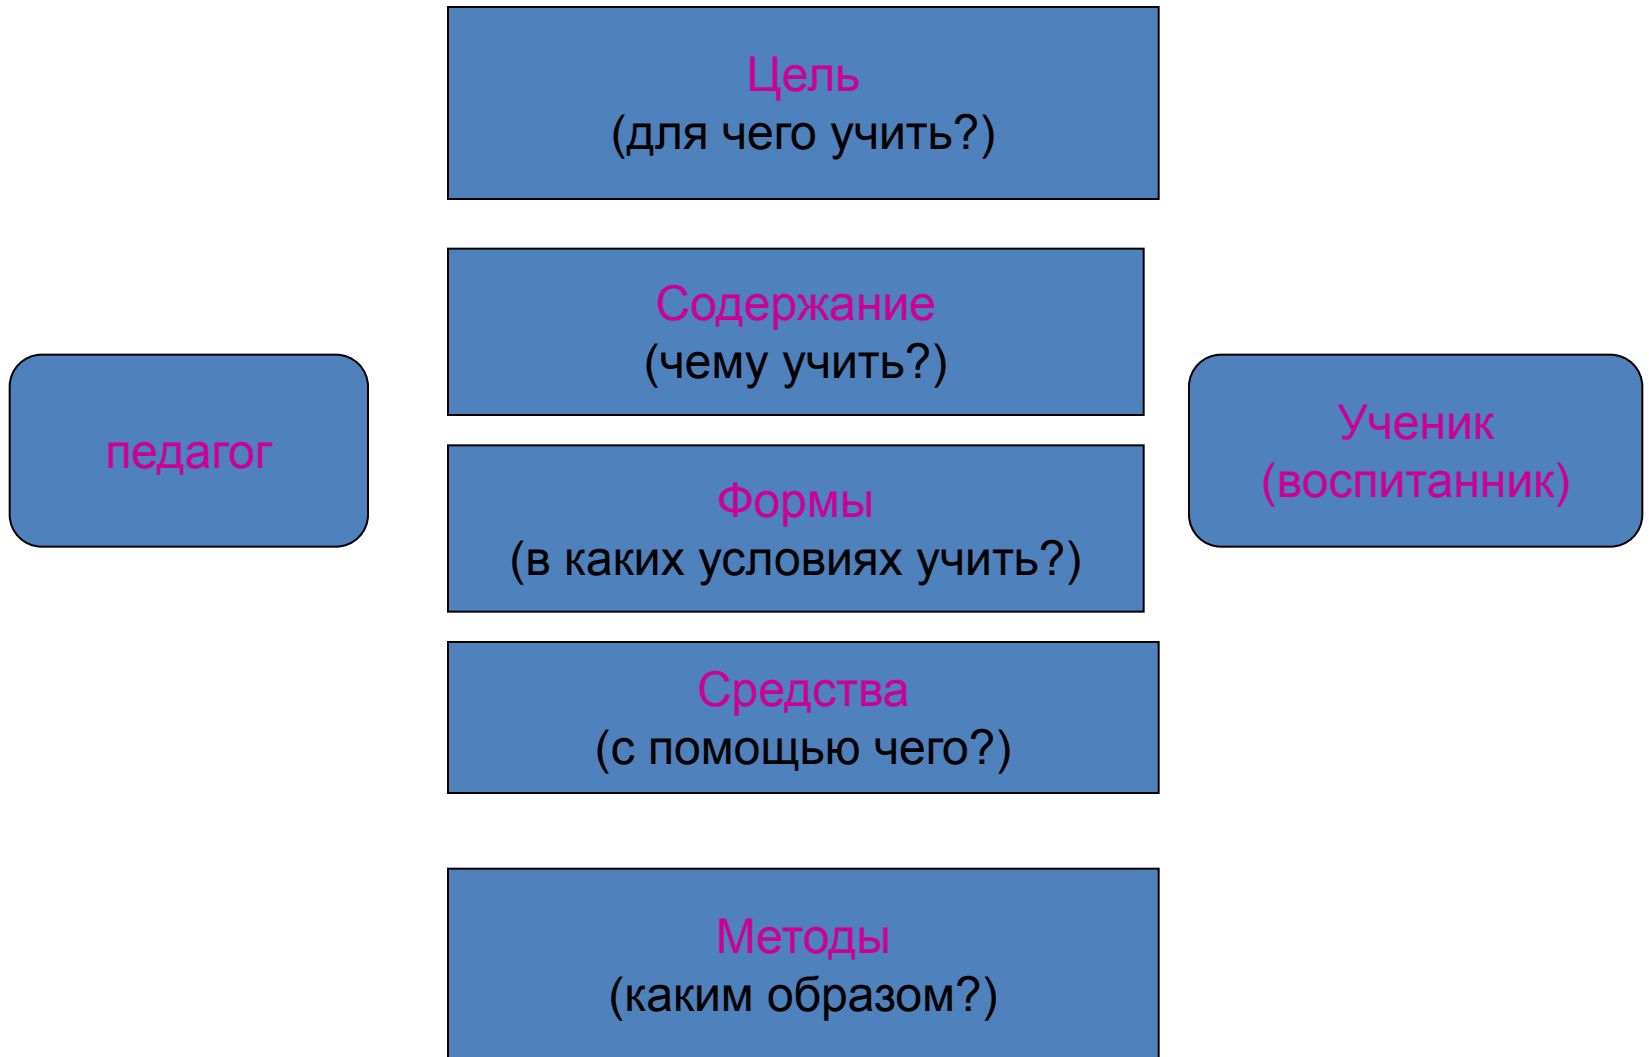 Цель
(для чего учить?)
Содержание
(чему учить?)
педагог
Ученик
(воспитанник)
Формы
(в каких условиях учить?)
Средства
(с помощью чего?)
Методы
(каким образом?)